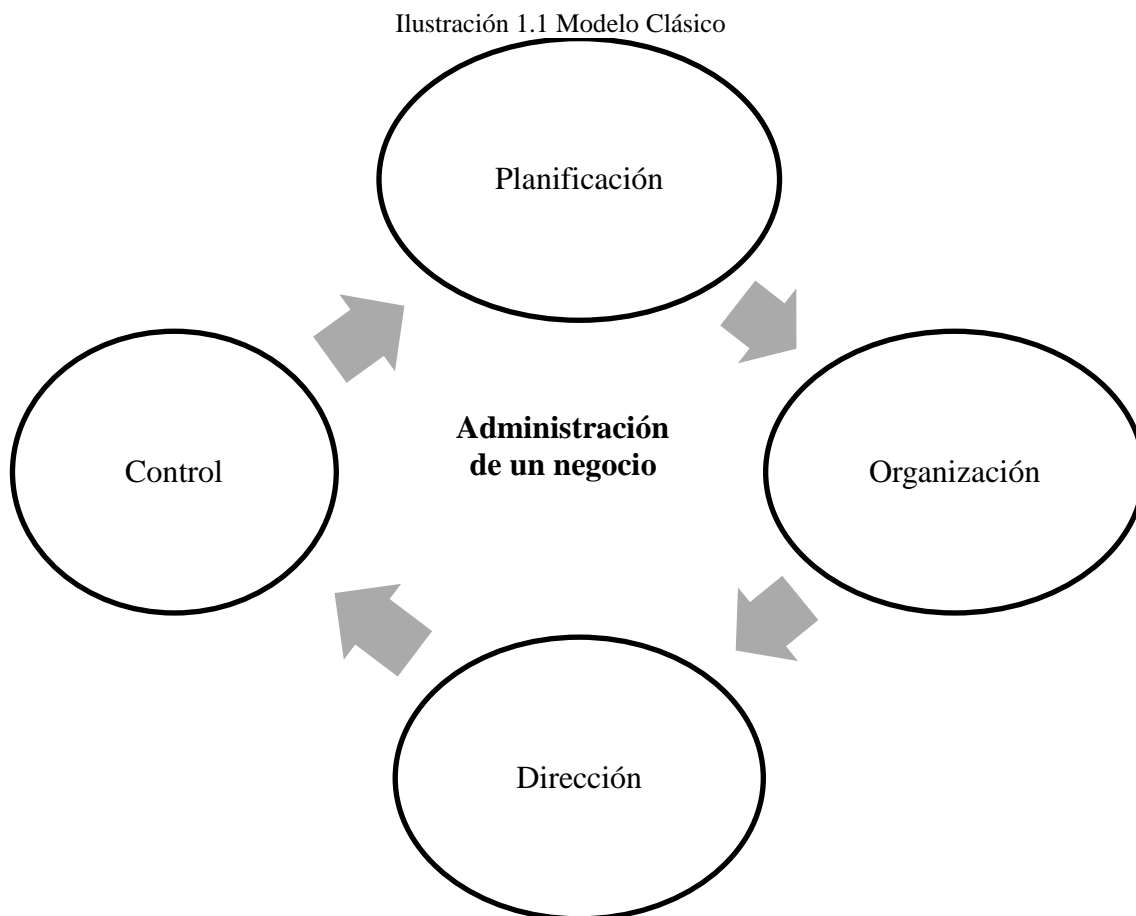 Ilustración 1.1 Modelo Clásico
Planificación
Administración
de un negocio
Control
Organización
Dirección